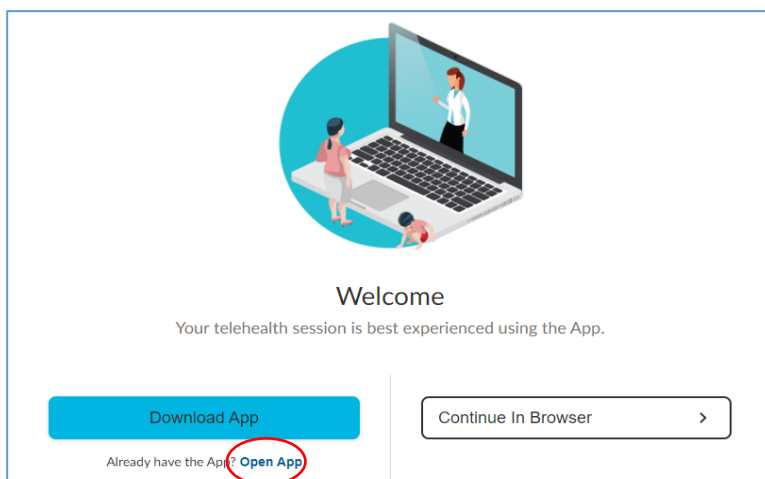 Welcome
Your telehealth session is best experienced using the App.
Download App
Already have the App? Open App
Continue In Browser